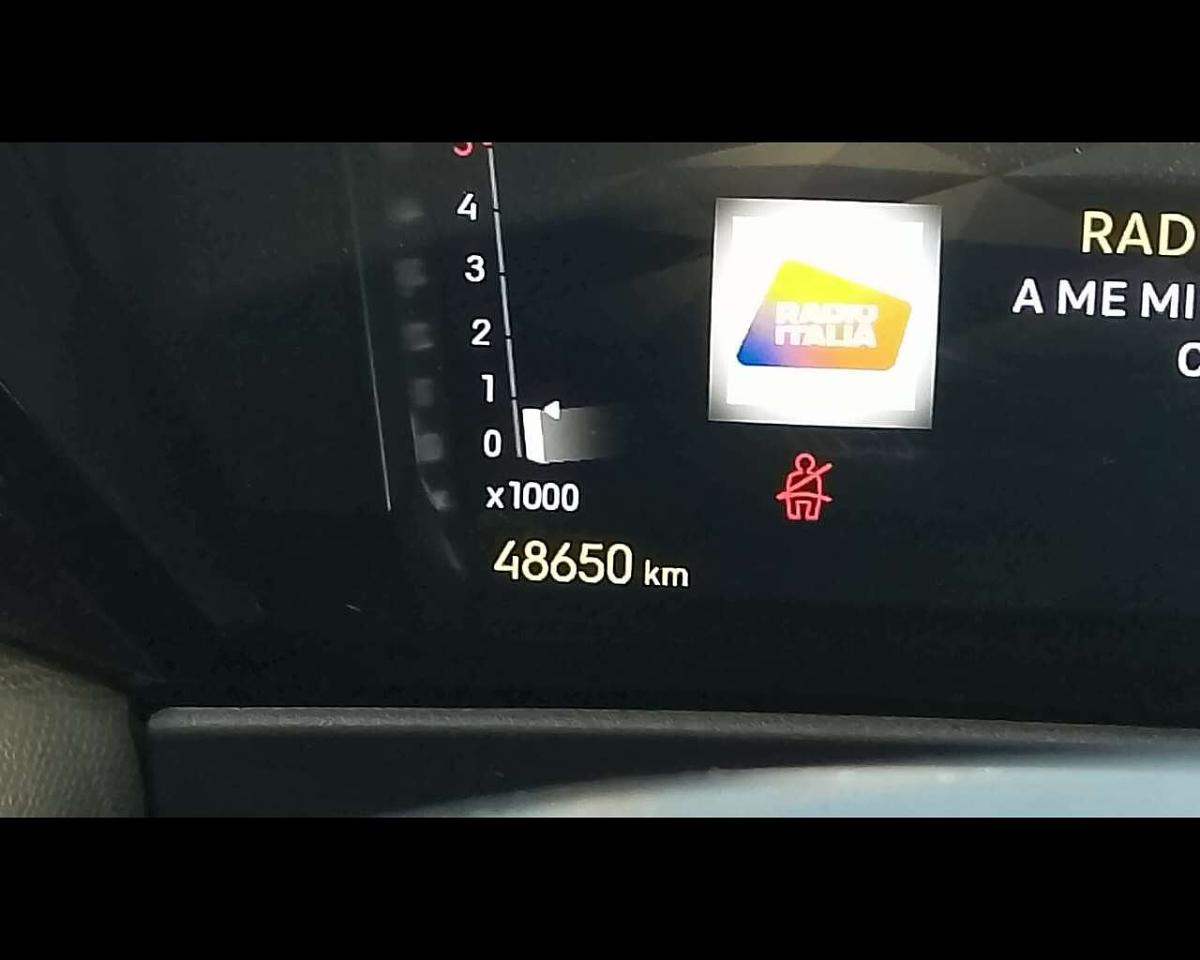 4
3
2
1
0
x1000
48650 km
RADIO
ITALIA
RAD
A ME MI